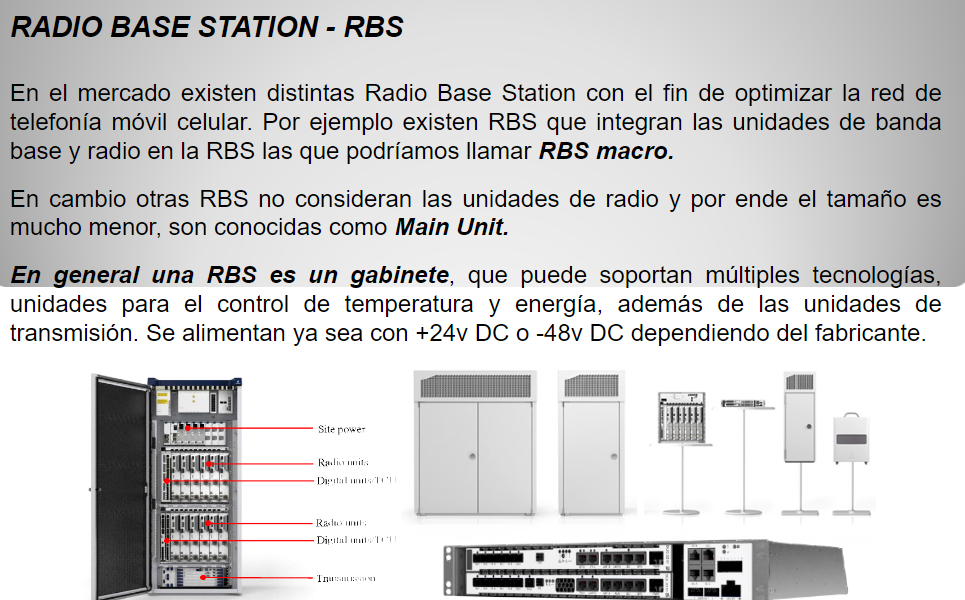 RADIO BASE STATION - RBS
En el mercado existen distintas Radio Base Station con el fin de optimizar la red de
telefonía móvil celular. Por ejemplo existen RBS que integran las unidades de banda
base y radio en la RBS las que podríamos llamar RBS macro.
En cambio otras RBS no consideran las unidades de radio y por ende el tamaño es
mucho menor, son conocidas como Main Unit.
En general una RBS es un gabinete, que puede soportan múltiples tecnologías,
unidades para el control de temperatura y energía, además de las unidades de
transmisión. Se alimentan ya sea con +24v DC o -48v DC dependiendo del fabricante.
Site power
Radio units
Digital units/TCU
Radio units
Digital units/TCU
Transmission